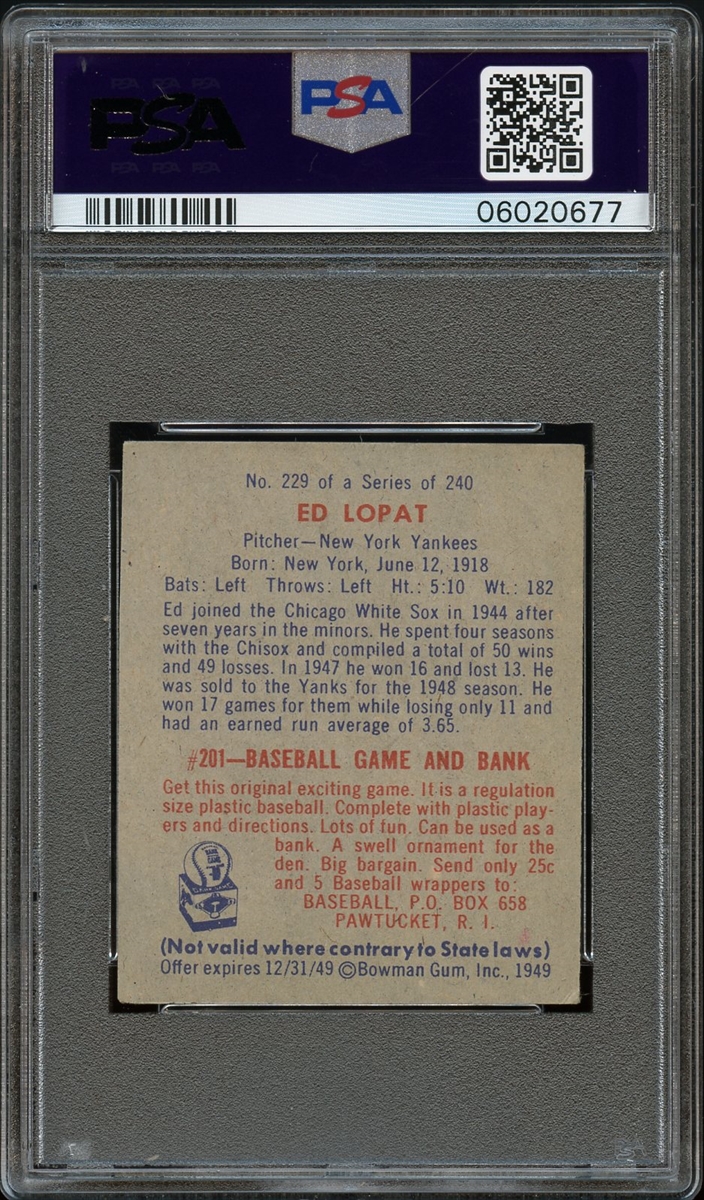 PSA PSA PSA
PSA
PSA PSA PSA
PSA
06020677
No. 229 of a Series of 240
ED LOPAT
Pitcher—New York Yankees
Born: New York, June 12, 1918
Bats: Left Throws: Left Ht.: 5:10 Wt.: 182
Ed joined the Chicago White Sox in 1944 after
seven years in the minors. He spent four seasons
with the Chisox and compiled a total of 50 wins
and 49 losses. In 1947 he won 16 and lost 13. He
was sold to the Yanks for the 1948 season. He
won 17 games for them while losing only 11 and
had an earned run average of 3.65.
#201—BASEBALL GAME AND BANK
Get this original exciting game. It is a regulation
size plastic baseball. Complete with plastic play-
ers and directions. Lots of fun. Can be used as a
bank. A swell ornament for the
den. Big bargain. Send only 25c
and 5 Baseball wrappers to:
BASEBALL, P.O. BOX 658
PAWTUCKET, R. I.
(Not valid where contrary to State laws)
Offer expires 12/31/49 ©Bowman Gum, Inc., 1949